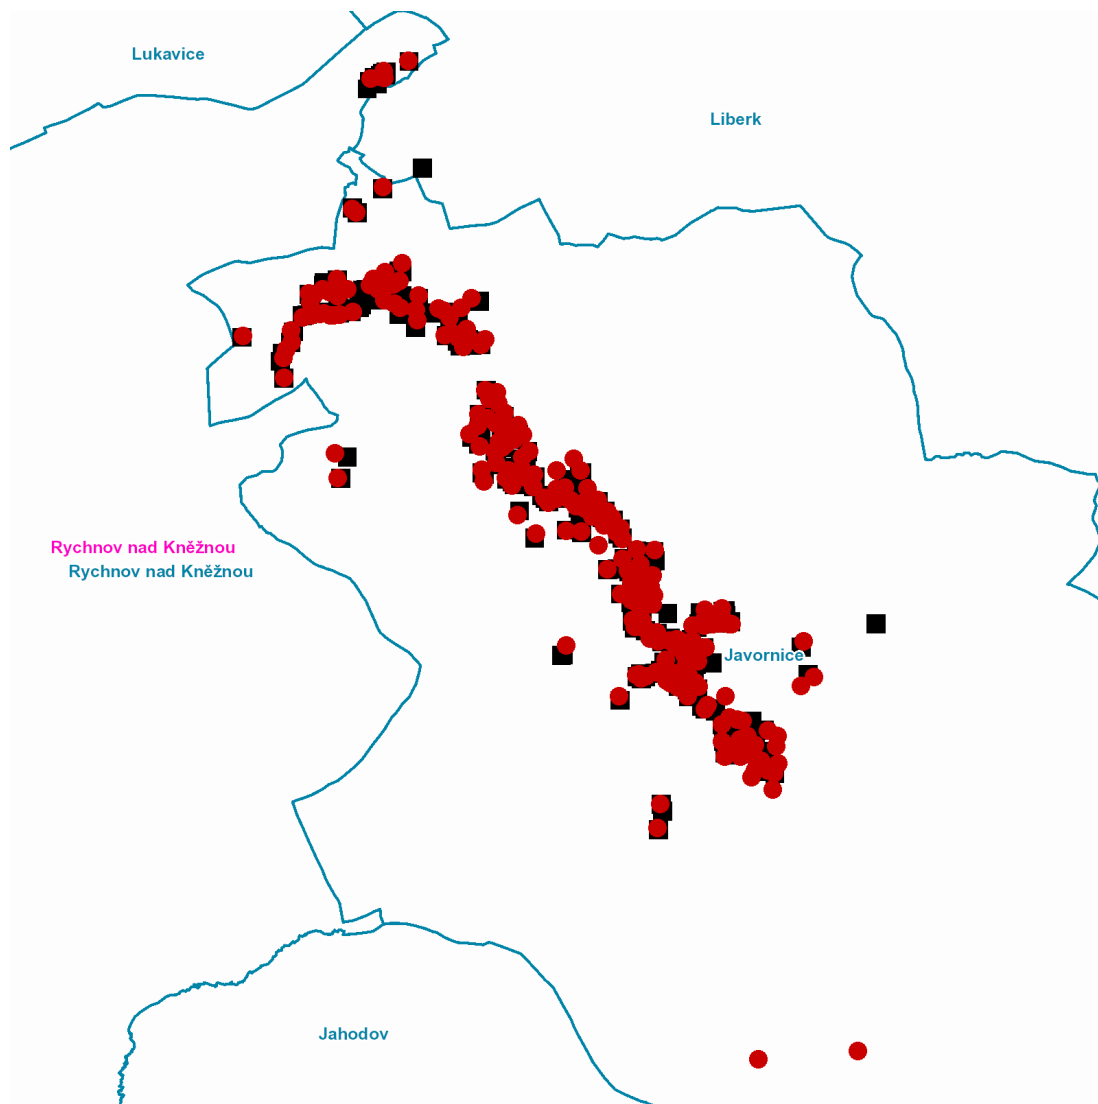 Lukavice
Liberk
Rychnov nad Kněžnou
Rychnov nad Kněžnou
Javornice
Jahodov